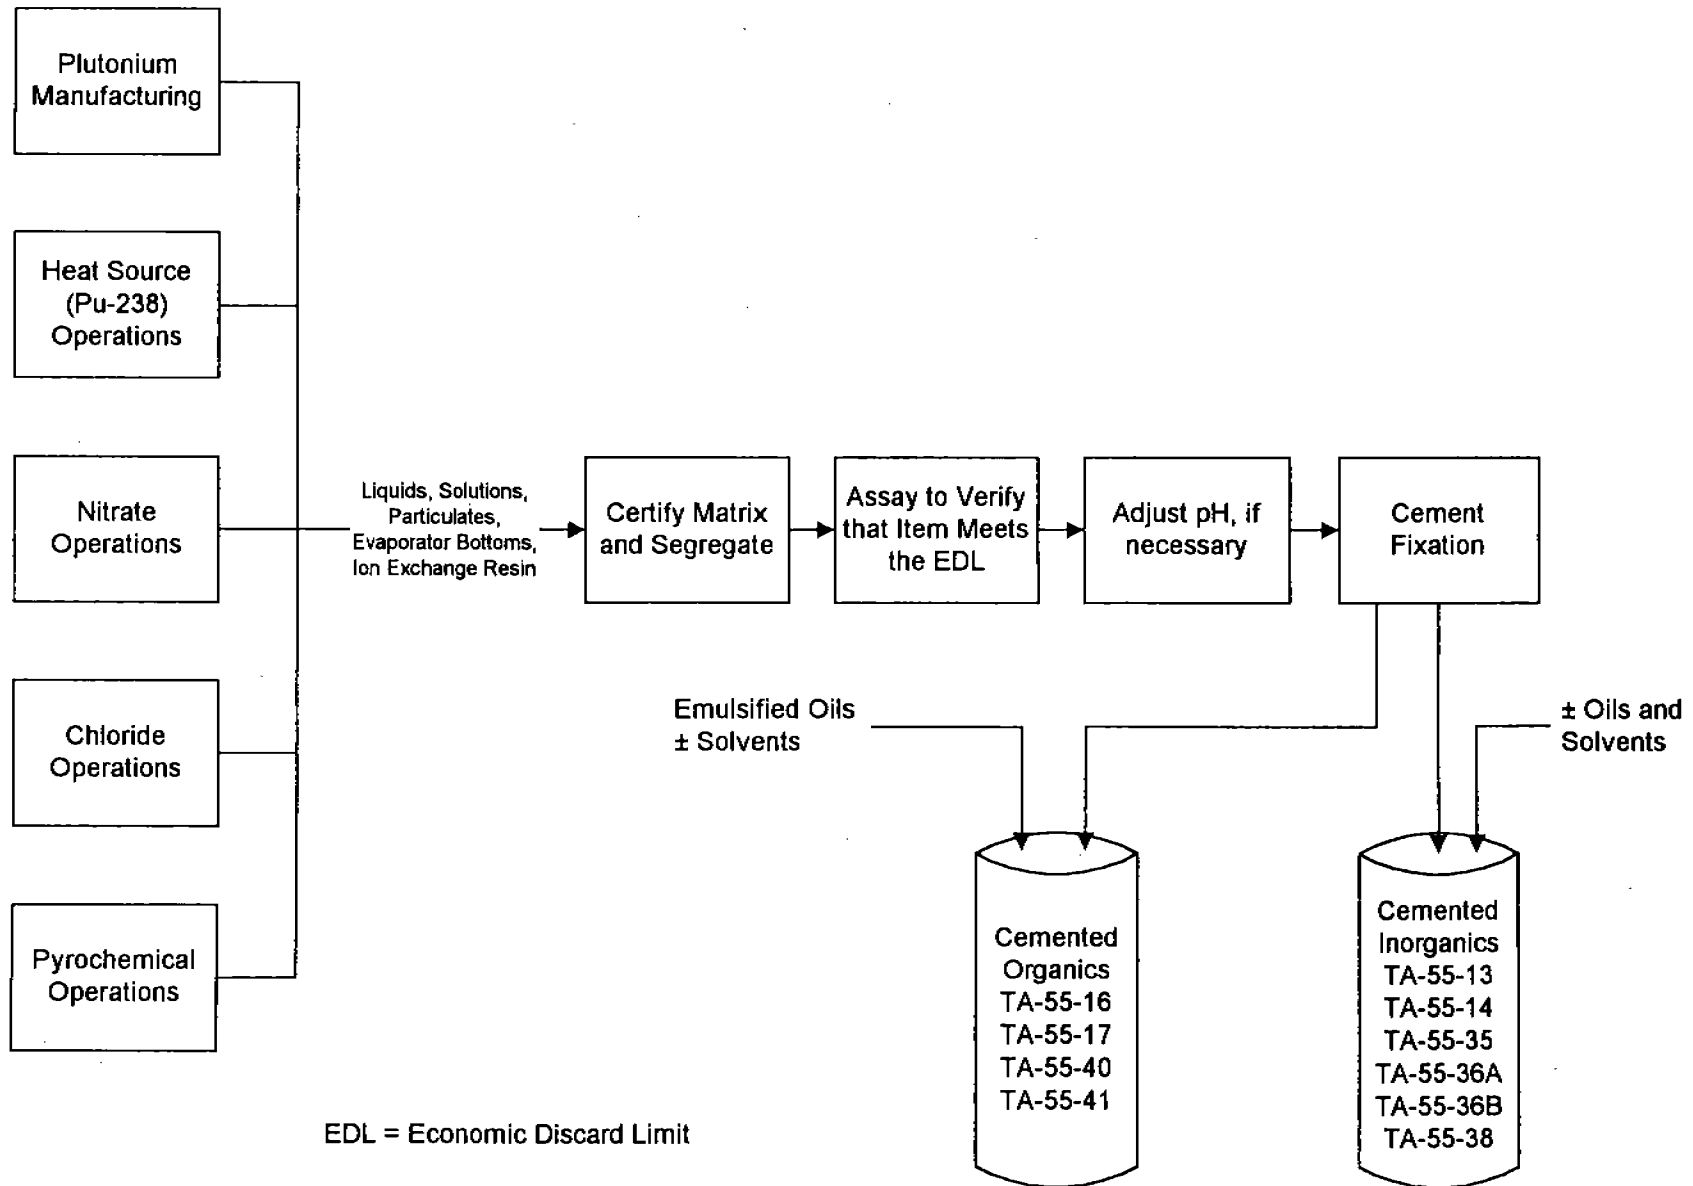 Plutonium
Manufacturing
Heat Source
(Pu-238)
Operations
Nitrate
Operations
Chloride
Operations
Pyrochemical
Operations
Liquids, Solutions,
Particulates,
Evaporator Bottoms,
Ion Exchange Resin
Certify Matrix
and Segregate
Assay to Verify
that Item Meets
the EDL
Adjust pH, if
necessary
Cement
Fixation
Emulsified Oils
± Solvents
± Oils and
Solvents
Cemented
Organics
TA-55-16
TA-55-17
TA-55-40
TA-55-41
Cemented
Inorganics
TA-55-13
TA-55-14
TA-55-35
TA-55-36A
TA-55-36B
TA-55-38
EDL = Economic Discard Limit